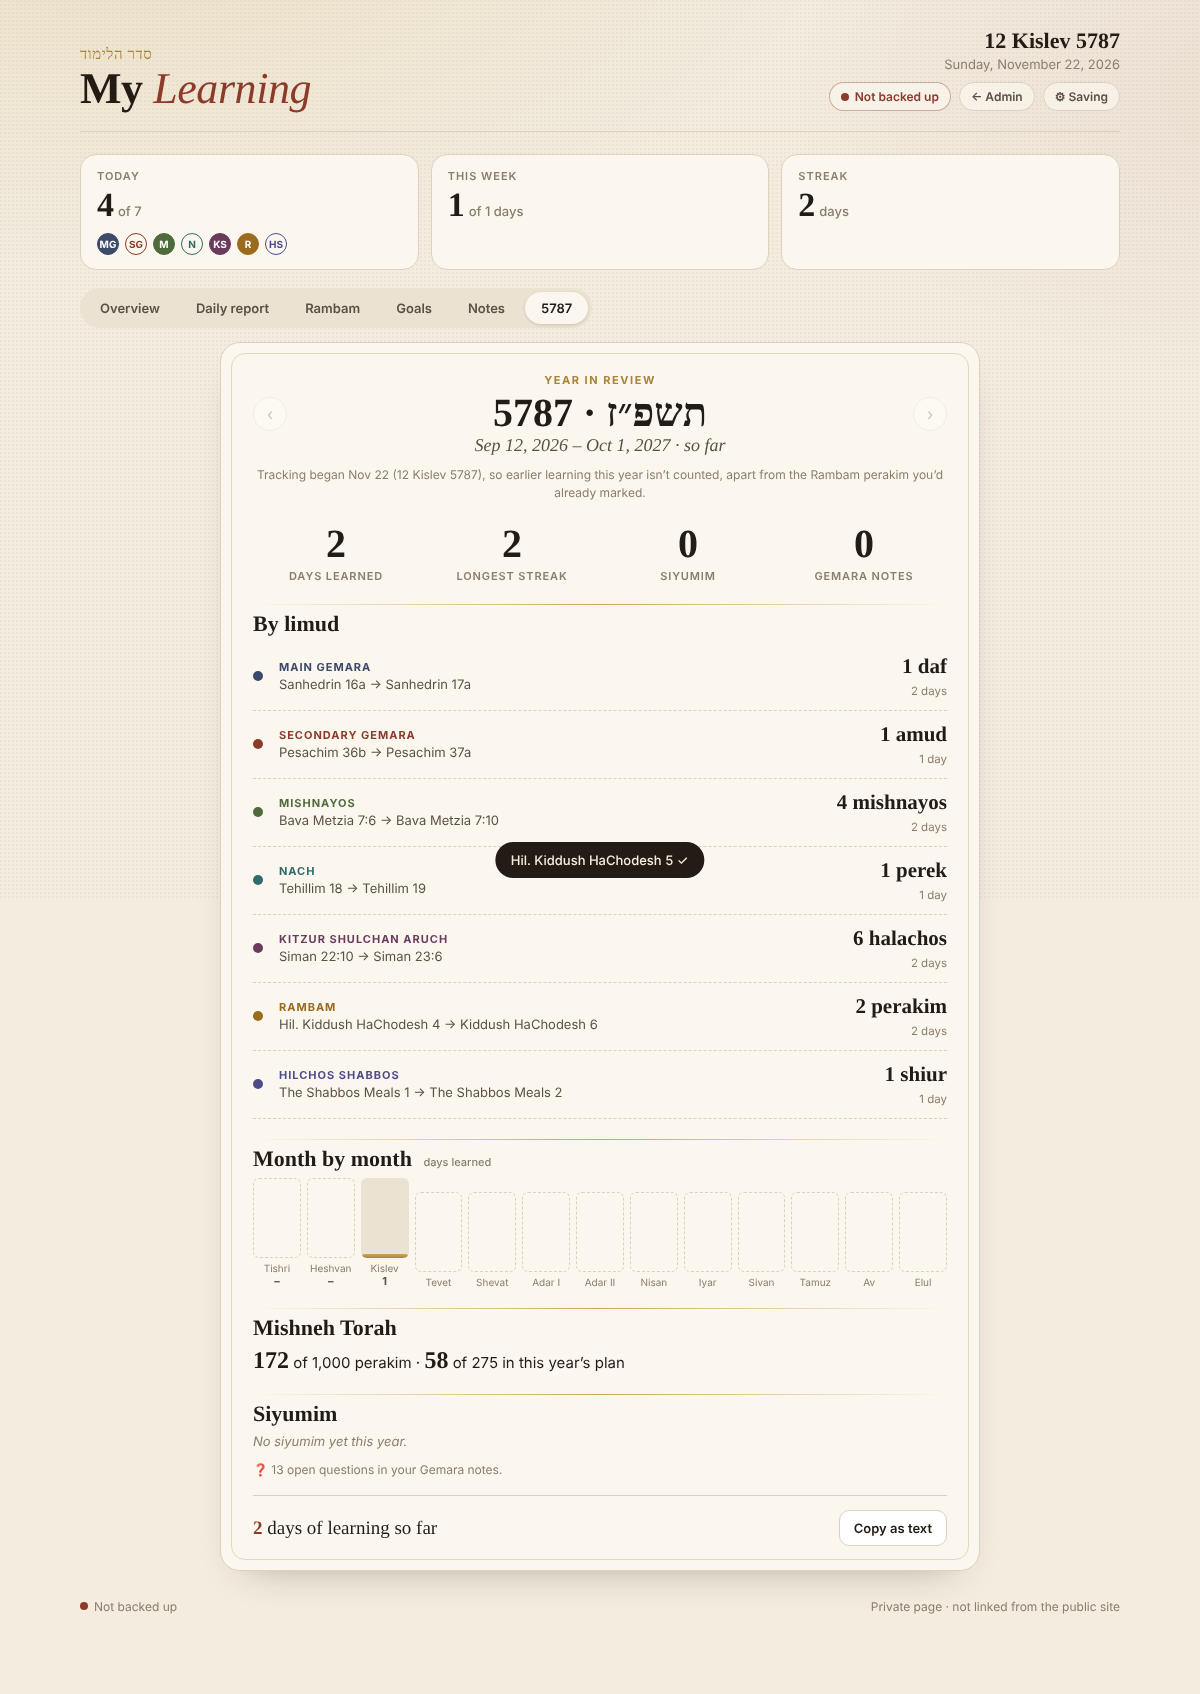 סדר הלימוד
My Learning
12 Kislev 5787
Sunday, November 22, 2026
Not backed up
← Admin
⚙ Saving
TODAY
4 of 7
MG SG M N KS R HS
THIS WEEK
1 of 1 days
STREAK
2 days
Overview
Daily report
Rambam
Goals
Notes
5787
YEAR IN REVIEW
‹
5787 · תשפ״ז
›
Sep 12, 2026 – Oct 1, 2027 · so far
Tracking began Nov 22 (12 Kislev 5787), so earlier learning this year isn’t counted, apart from the Rambam perakim you’d
already marked.
2
DAYS LEARNED
2
LONGEST STREAK
0
SIYUMIM
0
GEMARA NOTES
By limud
MAIN GEMARA
Sanhedrin 16a → Sanhedrin 17a
1 daf
2 days
SECONDARY GEMARA
Pesachim 36b → Pesachim 37a
1 amud
1 day
MISHNAYOS
Bava Metzia 7:6 → Bava Metzia 7:10
4 mishnayos
2 days
Hil. Kiddush HaChodesh 5 ✓
NACH
Tehillim 18 → Tehillim 19
1 perek
1 day
KITZUR SHULCHAN ARUCH
Siman 22:10 → Siman 23:6
6 halachos
2 days
RAMBAM
Hil. Kiddush HaChodesh 4 → Kiddush HaChodesh 6
2 perakim
2 days
HILCHOS SHABBOS
The Shabbos Meals 1 → The Shabbos Meals 2
1 shiur
1 day
Month by month days learned
Tishri
–
Heshvan
–
Kislev
1
Tevet
Shevat
Adar I
Adar II
Nisan
Iyar
Sivan
Tamuz
Av
Elul
Mishneh Torah
172 of 1,000 perakim · 58 of 275 in this year’s plan
Siyumim
No siyumim yet this year.
❓ 13 open questions in your Gemara notes.
2 days of learning so far
Copy as text
Not backed up
Private page · not linked from the public site